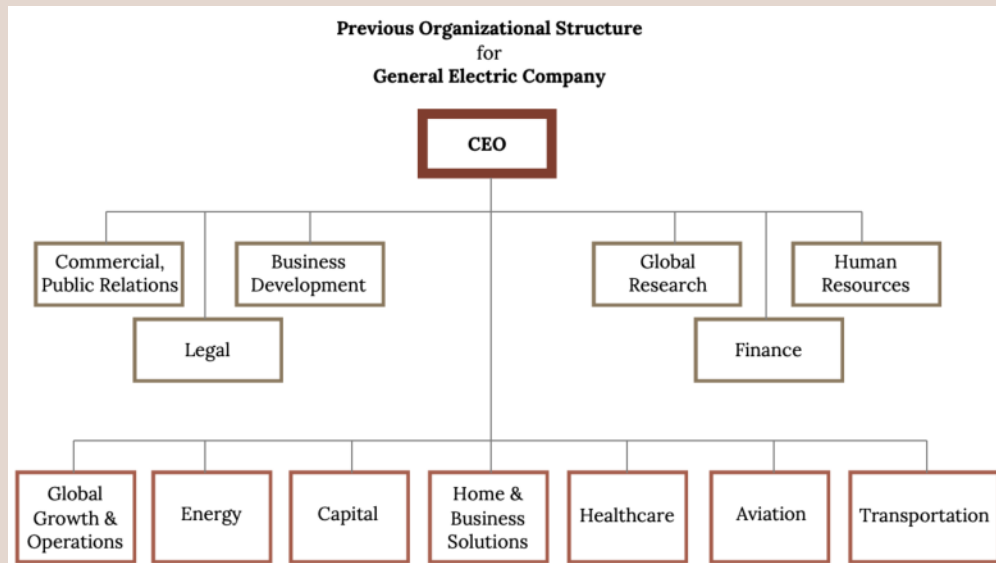 Previous Organizational Structure
for
General Electric Company
CEO
Commercial,
Public Relations
Business
Development
Global
Research
Human
Resources
Legal
Finance
Global
Growth &
Operations
Energy
Capital
Home &
Business
Solutions
Healthcare
Aviation
Transportation